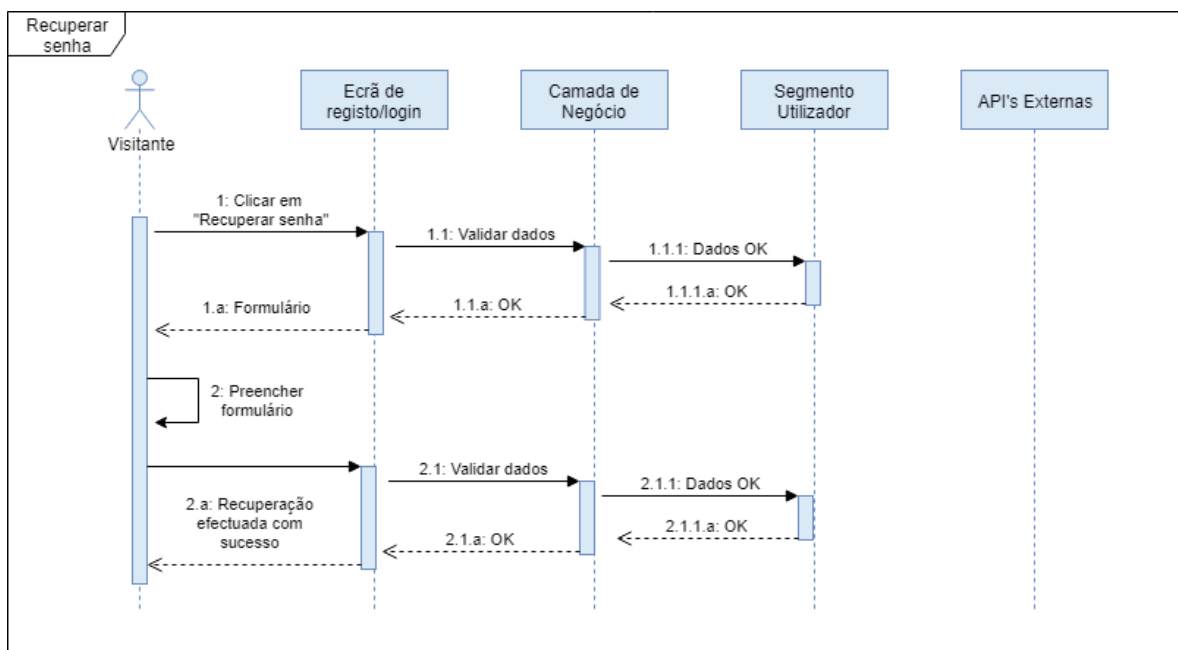 Recuperar
senha
Visitante
Ecrã de
registo/login
Camada de
Negócio
Segmento
Utilizador
API's Externas
1: Clicar em
"Recuperar senha"
1.1: Validar dados
1.1.1: Dados OK
1.1.1.a: OK
1.1.a: OK
1.a: Formulário
2: Preencher
formulário
2.1: Validar dados
2.1.1: Dados OK
2.1.1.a: OK
2.1.a: OK
2.a: Recuperação
efectuada com
sucesso